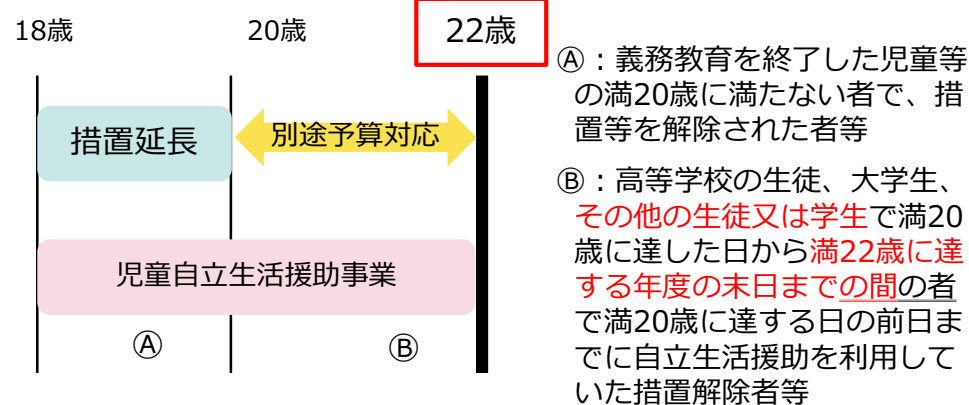 18歳
20歳
22歳
措置延長
別途予算対応
児童自立生活援助事業
Ⓐ
Ⓑ
Ⓐ:義務教育を終了した児童等
の満20歳に満たない者で、措
置等を解除された者等
Ⓑ:高等学校の生徒、大学生、
その他の生徒又は学生で満20
歳に達した日から満22歳に達
する年度の末日までの間の者
で満20歳に達する日の前日ま
でに自立生活援助を利用して
いた措置解除者等